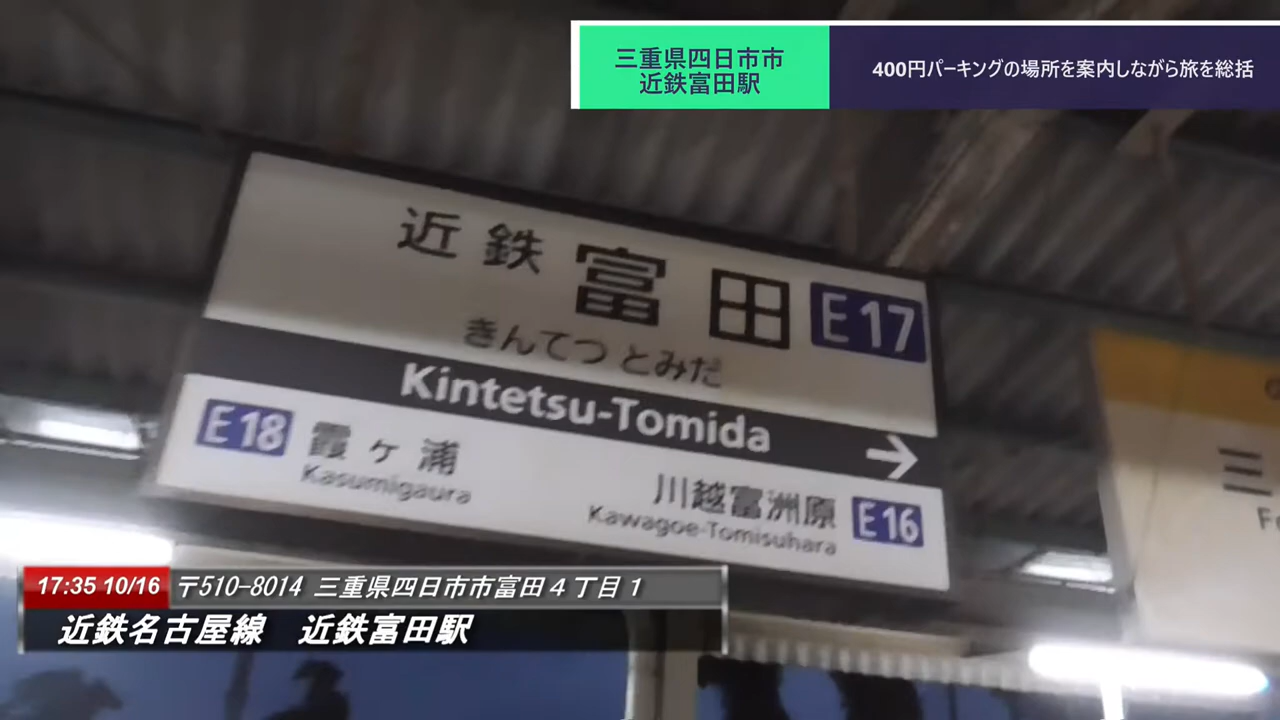 三重県四日市市
近鉄富田駅
400円パーキングの場所を案内しながら旅を総括
近鉄富田 E17
きんてつ とみだ
Kintetsu-Tomida
E18 霞ヶ浦
Kasumigaura
川越富洲原 E16
Kawagoe-Tomisuhara
三
17:35 10/16 〒510-8014 三重県四日市市富田4丁目1
近鉄名古屋線 近鉄富田駅